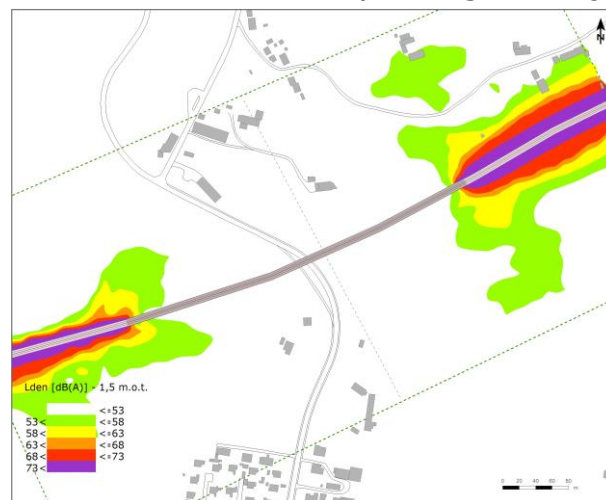 N
Lden [dB(A)] - 1,5 m.o.t.
<=53
53< <=58
58< <=63
63< <=68
68< <=73
73<
0 20 40 60 80
m